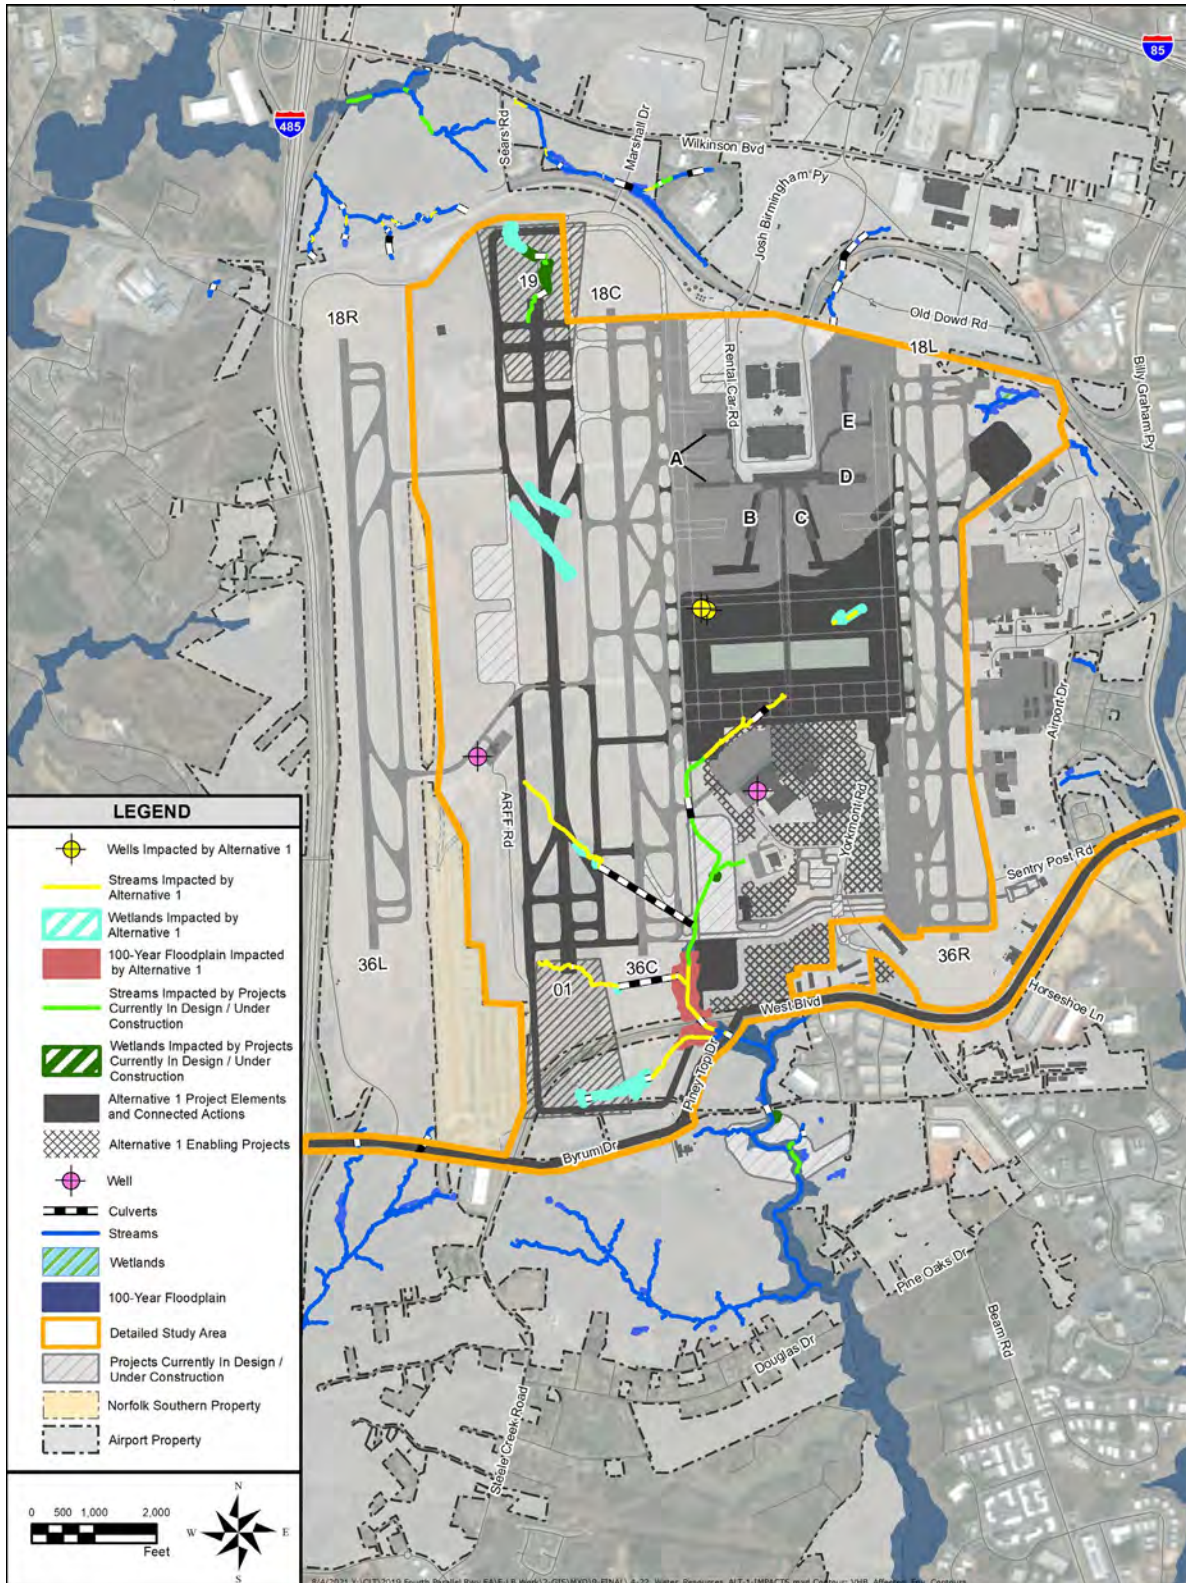 85
485
Sears Rd
Marshall Dr
Wilkinson Blvd
Josh Birmingham Py
Old Dowd Rd
Billy Graham Py
19
18C
18R
18L
Rental Car Rd
E
A
D
B
C
Airport Dr
ARFF Rd
Yorkmont Rd
Sentry Post Rd
36L
36C
36R
01
West Blvd
Horseshoe Ln
Piney Top Dr
Byrum Dr
Pine Oaks Dr
Beam Rd
Douglas Dr
Steele Creek Road
LEGEND
Wells Impacted by Alternative 1
Streams Impacted by
Alternative 1
Wetlands Impacted by
Alternative 1
100-Year Floodplain Impacted
by Alternative 1
Streams Impacted by Projects
Currently In Design / Under
Construction
Wetlands Impacted by Projects
Currently In Design / Under
Construction
Alternative 1 Project Elements
and Connected Actions
Alternative 1 Enabling Projects
Well
Culverts
Streams
Wetlands
100-Year Floodplain
Detailed Study Area
Projects Currently In Design /
Under Construction
Norfolk Southern Property
Airport Property
0 500 1,000 2,000
Feet
N
W E
S